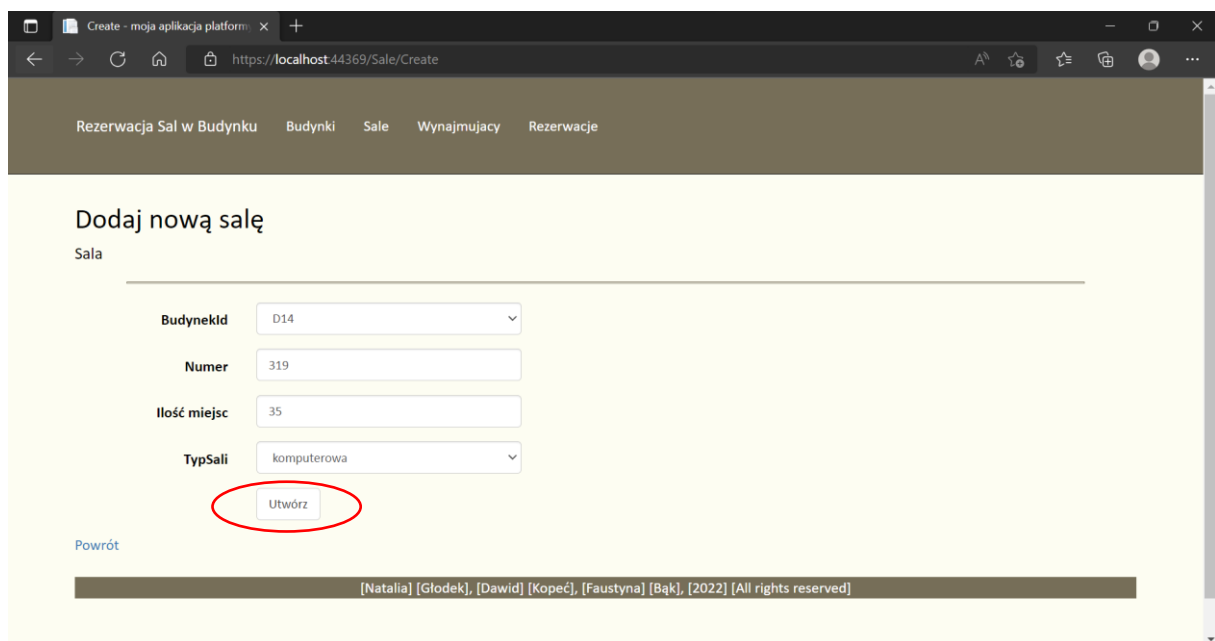 Create - moja aplikacja platform
https://localhost:44369/Sale/Create
Rezerwacja Sal w Budynku Budynki Sale Wynajmujacy Rezerwacje
Dodaj nową salę
Sala
BudynekId D14
Numer 319
Ilość miejsc 35
TypSali komputerowa
Utwórz
Powrót
[Natalia] [Głodek], [Dawid] [Kopeć], [Faustyna] [Bąk], [2022] [All rights reserved]